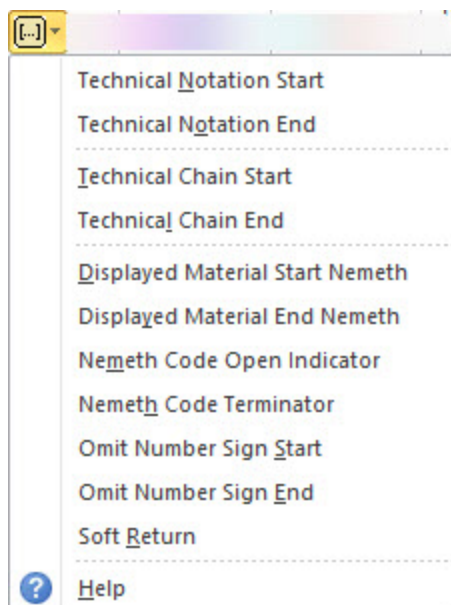 [...]
Technical Notation Start
Technical Notation End
Technical Chain Start
Technical Chain End
Displayed Material Start Nemeth
Displayed Material End Nemeth
Nemeth Code Open Indicator
Nemeth Code Terminator
Omit Number Sign Start
Omit Number Sign End
Soft Return
? Help